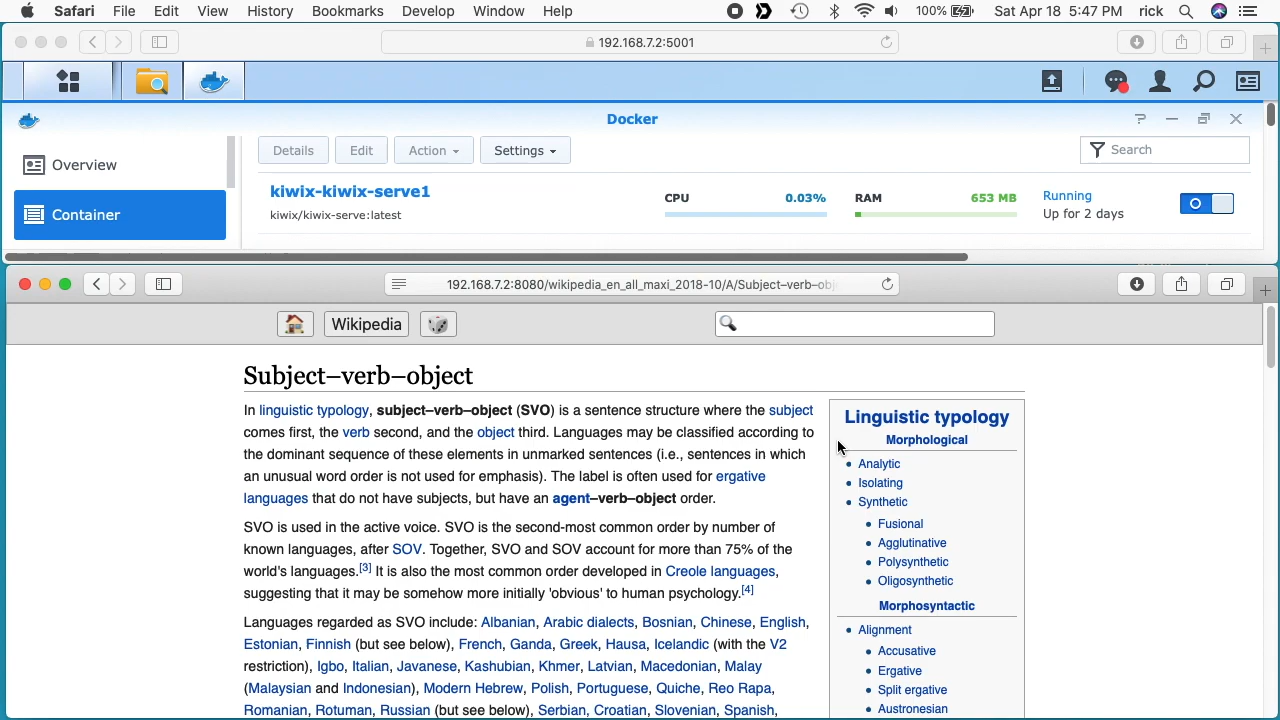 Safari File Edit View History Bookmarks Develop Window Help 100% Sat Apr 18 5:47 PM rick
192.168.7.2:5001
Docker
Overview
Container
Details Edit Action Settings Search
kiwix-kiwix-serve1
kiwix/kiwix-serve:latest
CPU 0.03% RAM 653 MB
Running
Up for 2 days
192.168.7.2:8080/wikipedia_en_all_maxi_2018-10/A/Subject–verb–obj
Wikipedia
Subject–verb–object
In linguistic typology, subject–verb–object (SVO) is a sentence structure where the subject
comes first, the verb second, and the object third. Languages may be classified according to
the dominant sequence of these elements in unmarked sentences (i.e., sentences in which
an unusual word order is not used for emphasis). The label is often used for ergative
languages that do not have subjects, but have an agent–verb–object order.
SVO is used in the active voice. SVO is the second-most common order by number of
known languages, after SOV. Together, SVO and SOV account for more than 75% of the
world's languages.[3] It is also the most common order developed in Creole languages,
suggesting that it may be somehow more initially 'obvious' to human psychology.[4]
Languages regarded as SVO include: Albanian, Arabic dialects, Bosnian, Chinese, English,
Estonian, Finnish (but see below), French, Ganda, Greek, Hausa, Icelandic (with the V2
restriction), Igbo, Italian, Javanese, Kashubian, Khmer, Latvian, Macedonian, Malay
(Malaysian and Indonesian), Modern Hebrew, Polish, Portuguese, Quiche, Reo Rapa,
Romanian, Rotuman, Russian (but see below), Serbian, Croatian, Slovenian, Spanish,
Linguistic typology
Morphological
Analytic
Isolating
Synthetic
Fusional
Agglutinative
Polysynthetic
Oligosynthetic
Morphosyntactic
Alignment
Accusative
Ergative
Split ergative
Austronesian